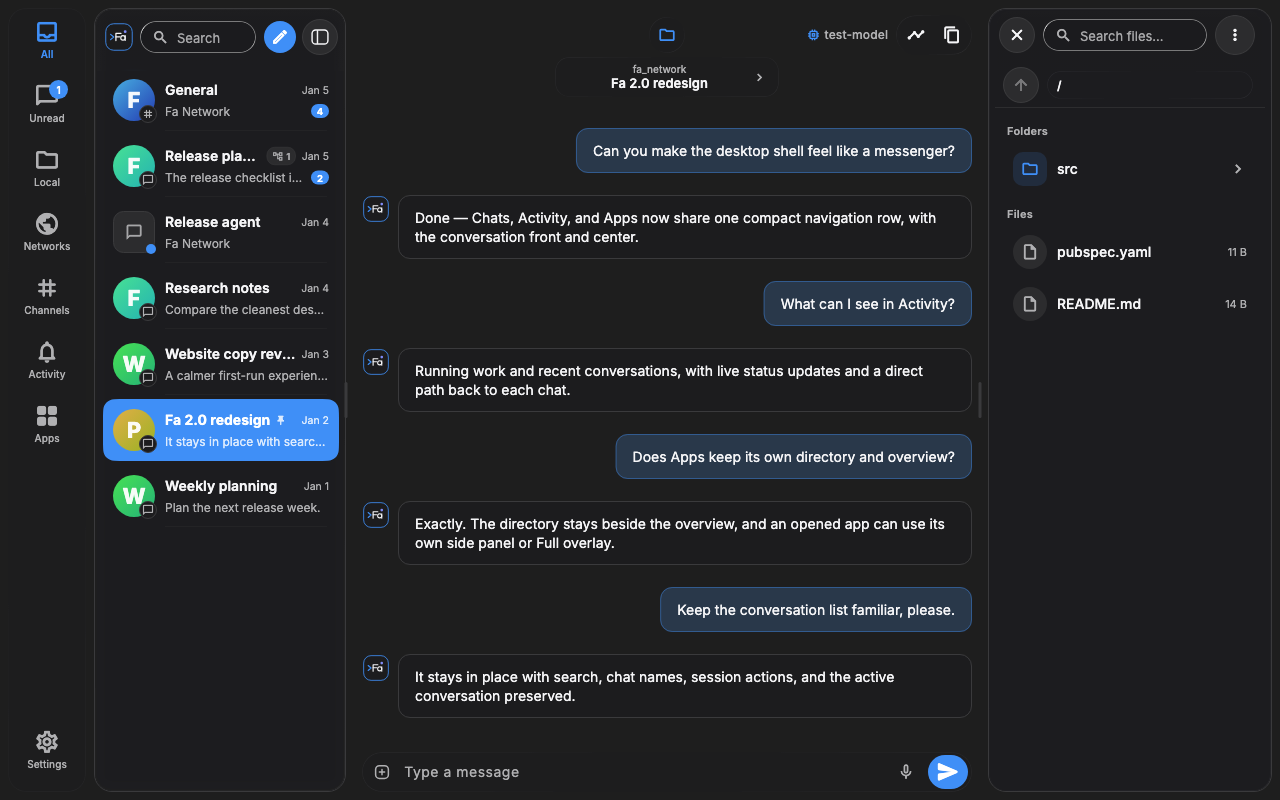 All
1
Unread
Local
Networks
Channels
Activity
Apps
Settings
>Fa
Search
F
General
Jan 5
Fa Network
4
F
Release pla...
1
Jan 5
The release checklist i...
2
Release agent
Jan 4
Fa Network
F
Research notes
Jan 4
Compare the cleanest des...
W
Website copy rev...
Jan 3
A calmer first-run experien...
P
Fa 2.0 redesign
Jan 2
It stays in place with searc...
W
Weekly planning
Jan 1
Plan the next release week.
test-model
fa_network
Fa 2.0 redesign
Can you make the desktop shell feel like a messenger?
>Fa
Done — Chats, Activity, and Apps now share one compact navigation row, with
the conversation front and center.
What can I see in Activity?
>Fa
Running work and recent conversations, with live status updates and a direct
path back to each chat.
Does Apps keep its own directory and overview?
>Fa
Exactly. The directory stays beside the overview, and an opened app can use its
own side panel or Full overlay.
Keep the conversation list familiar, please.
>Fa
It stays in place with search, chat names, session actions, and the active
conversation preserved.
Type a message
Search files...
/
Folders
src
Files
pubspec.yaml
11 B
README.md
14 B